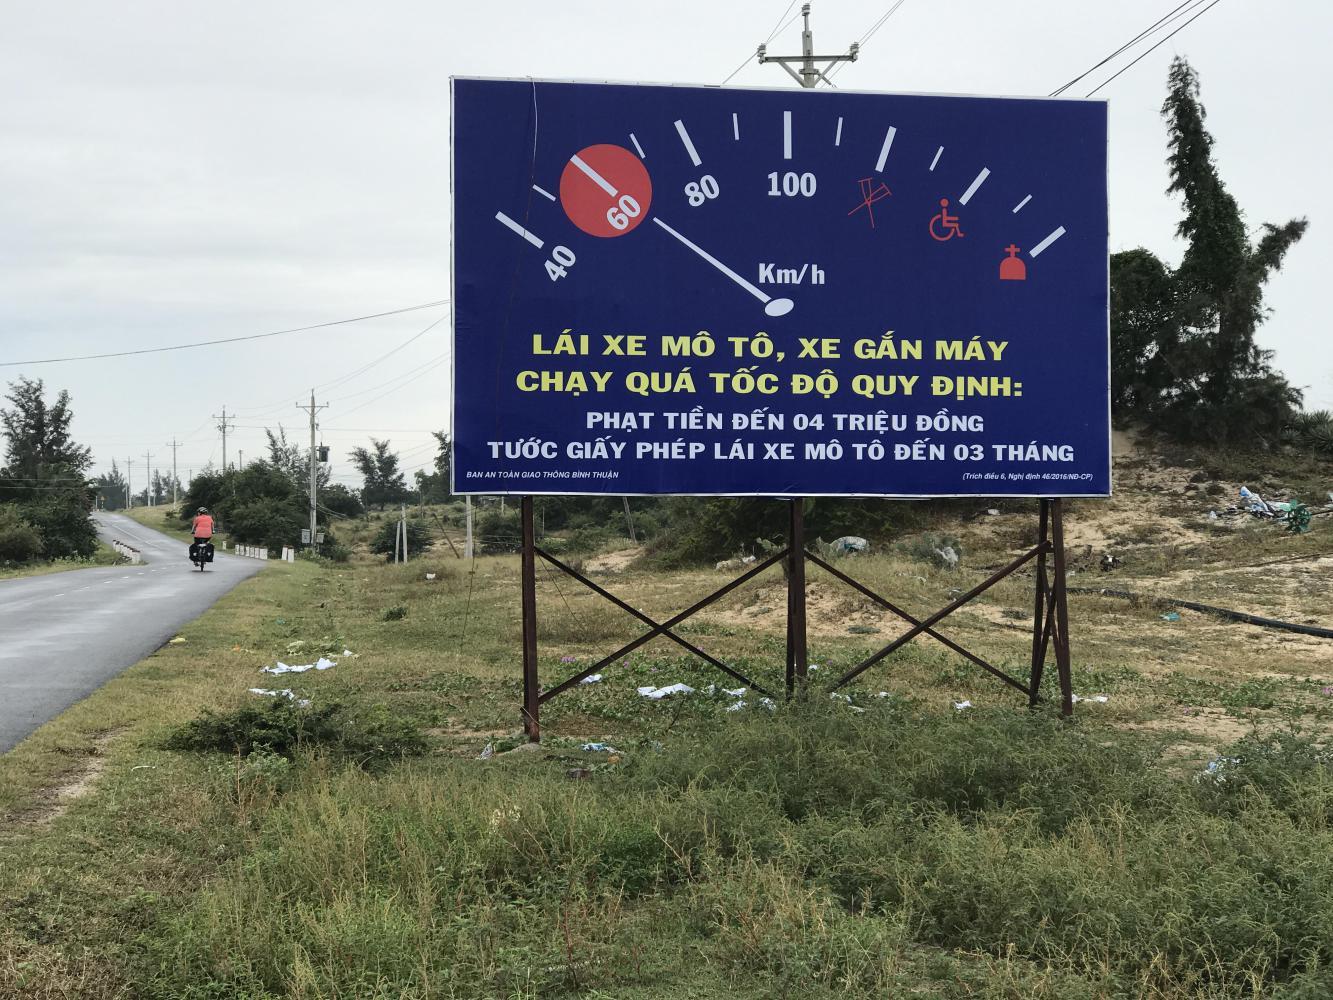 40
60
80
100
Km/h
LÁI XE MÔ TÔ, XE GẮN MÁY
CHẠY QUÁ TỐC ĐỘ QUY ĐỊNH:
PHẠT TIỀN ĐẾN 04 TRIỆU ĐỒNG
TƯỚC GIẤY PHÉP LÁI XE MÔ TÔ ĐẾN 03 THÁNG
BAN AN TOÀN GIAO THÔNG BÌNH THUẬN
(Trích điều 6, Nghị định 46/2016/NĐ-CP)